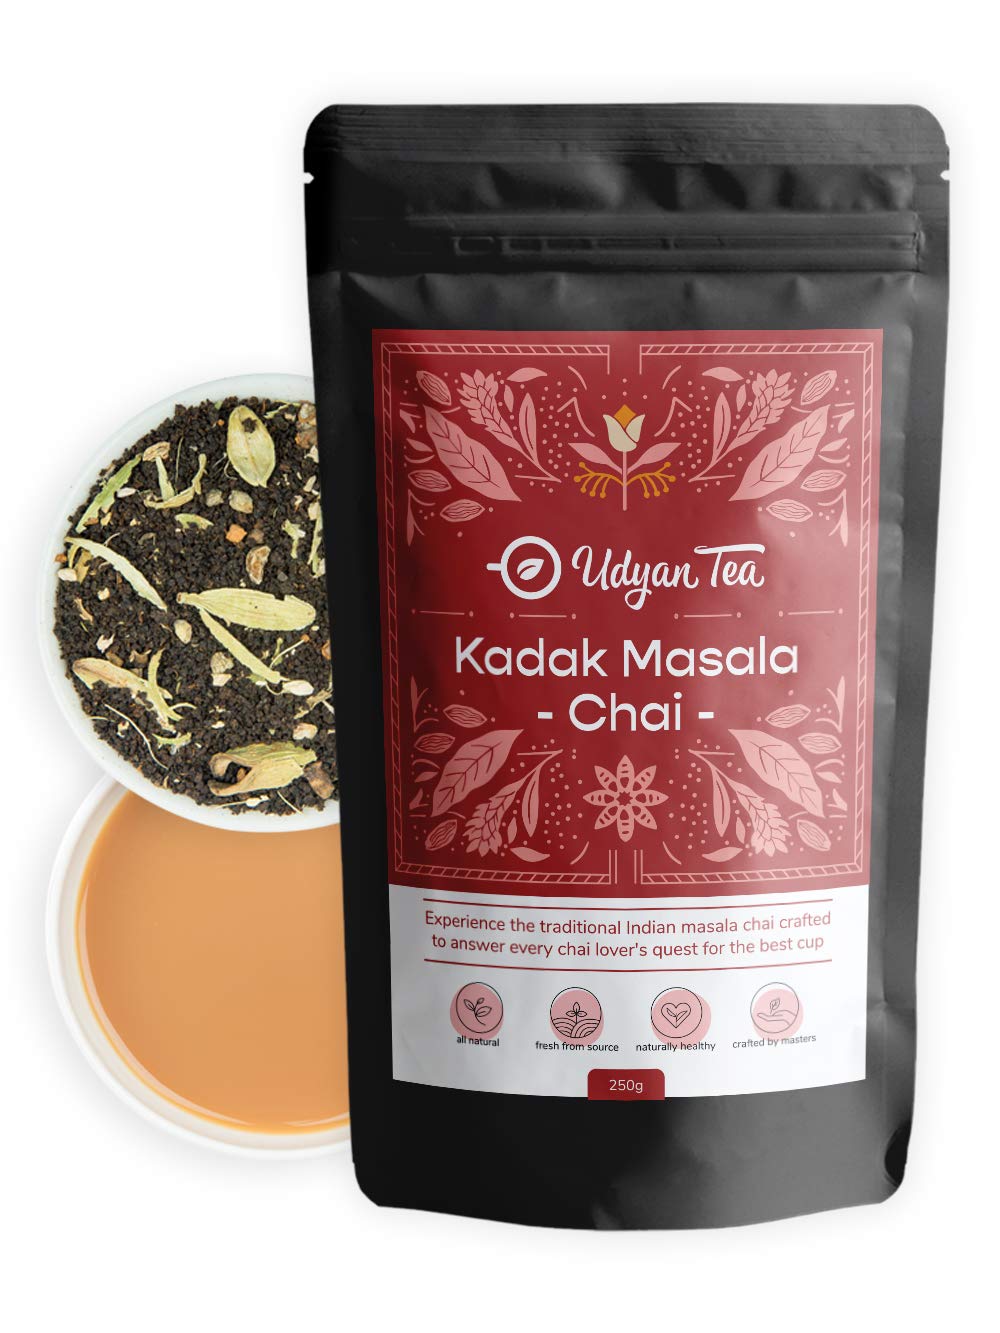 Udyan Tea
Kadak Masala
- Chai -
Experience the traditional Indian masala chai crafted
to answer every chai lover's quest for the best cup
all natural
fresh from source
naturally healthy
crafted by masters
250g